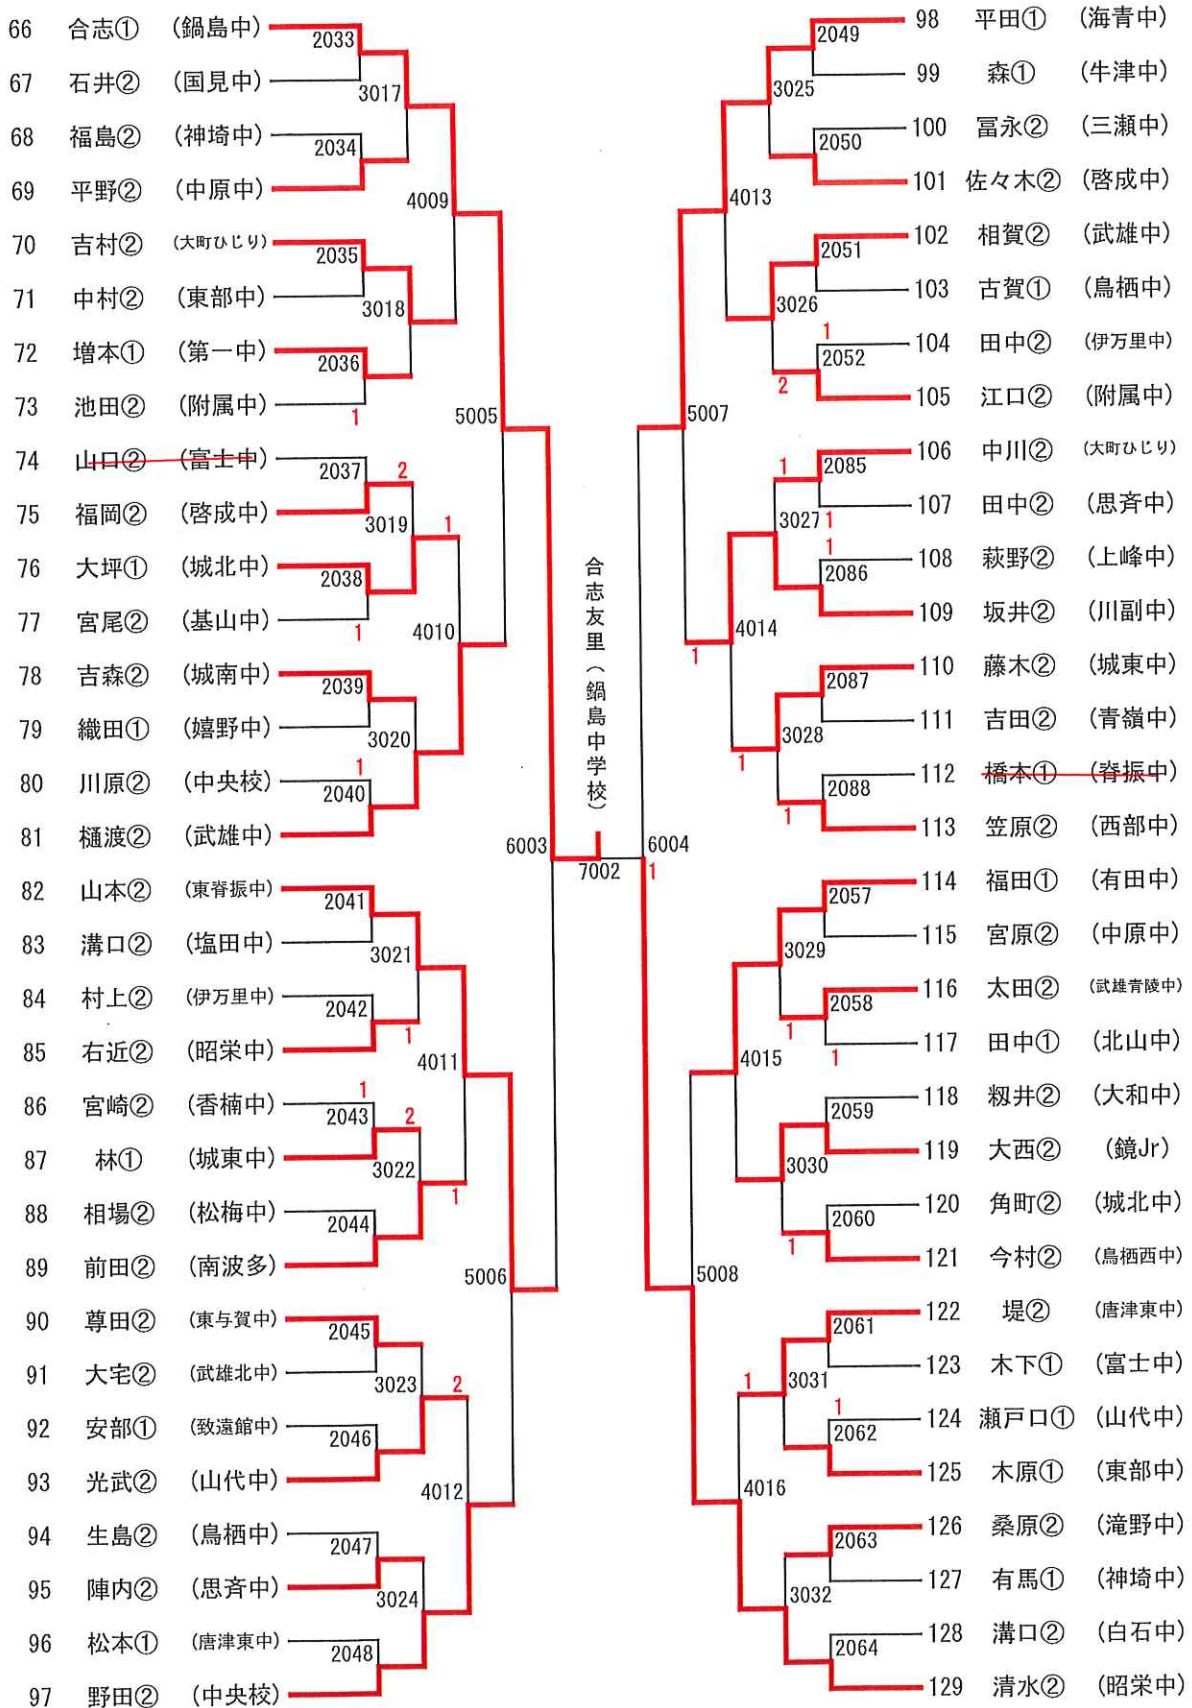 66 合志① (鍋島中)
67 石井② (国見中)
68 福島② (神埼中)
69 平野② (中原中)
70 吉村② (大町ひじり)
71 中村② (東部中)
72 増本① (第一中)
73 池田② (附属中)
74 山口② (富士中)
75 福岡② (啓成中)
76 大坪① (城北中)
77 宮尾② (基山中)
78 吉森② (城南中)
79 織田① (嬉野中)
80 川原② (中央校)
81 樋渡② (武雄中)
82 山本② (東脊振中)
83 溝口② (塩田中)
84 村上② (伊万里中)
85 右近② (昭栄中)
86 宮崎② (香楠中)
87 林① (城東中)
88 相場② (松梅中)
89 前田② (南波多)
90 尊田② (東与賀中)
91 大宅② (武雄北中)
92 安部① (致遠館中)
93 光武② (山代中)
94 生島② (鳥栖中)
95 陣内② (思斉中)
96 松本① (唐津東中)
97 野田② (中央校)
2033
2034
2035
2036
1
2037
2038
1
2039
1
2040
2041
2042
1
2043
2044
2045
2046
2047
2048
3017
3018
2
3019
3020
3021
1
2
3022
3023
3024
4009
1
4010
4011
1
2
4012
5005
5006
6003
合志友里(鍋島中学校)
7002
6004
1
5007
5008
4013
4014
1
4015
1
4016
3025
3026
2
1
3027
3028
1
1
3029
1
3030
1
3031
3032
2049
2050
2051
1
2052
2085
1
1
2086
2087
2088
2057
2058
1
2059
2060
2061
1
2062
2063
2064
98 平田① (海青中)
99 森① (牛津中)
100 冨永② (三瀬中)
101 佐々木② (啓成中)
102 相賀② (武雄中)
103 古賀① (鳥栖中)
104 田中② (伊万里中)
105 江口② (附属中)
106 中川② (大町ひじり)
107 田中② (思斉中)
108 萩野② (上峰中)
109 坂井② (川副中)
110 藤木② (城東中)
111 吉田② (青嶺中)
112 橋本① (脊振中)
113 笠原② (西部中)
114 福田① (有田中)
115 宮原② (中原中)
116 太田② (武雄青陵中)
117 田中① (北山中)
118 籾井② (大和中)
119 大西② (鏡Jr)
120 角町② (城北中)
121 今村② (鳥栖西中)
122 堤② (唐津東中)
123 木下① (富士中)
124 瀬戸口① (山代中)
125 木原① (東部中)
126 桑原② (滝野中)
127 有馬① (神埼中)
128 溝口② (白石中)
129 清水② (昭栄中)